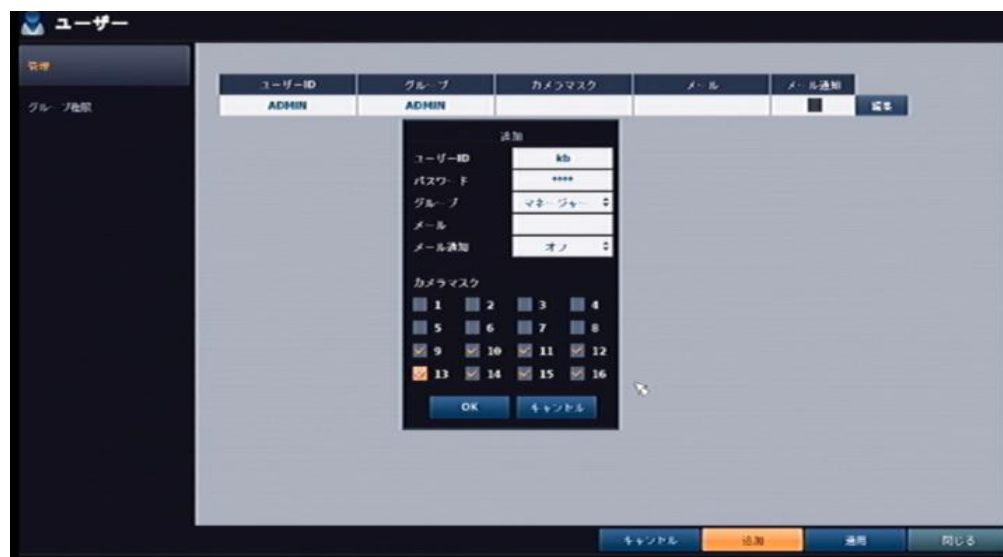 ユーザー
管理
グループ権限
ユーザーID グループ カメラマスク メール メール通知
ADMIN ADMIN 編集
追加
ユーザーID kb
パスワード ****
グループ マネージャー
メール
メール通知 オフ
カメラマスク
1 2 3 4
5 6 7 8
9 10 11 12
13 14 15 16
OK キャンセル
キャンセル 追加 適用 閉じる